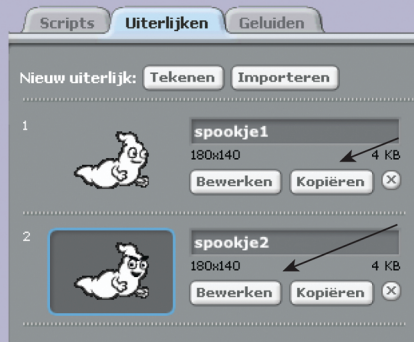 Scripts Uiterlijken Geluiden
Nieuw uiterlijk: Tekenen Importeren
1
spookje1
180x140 4 KB
Bewerken Kopiëren
2
spookje2
180x140 4 KB
Bewerken Kopiëren